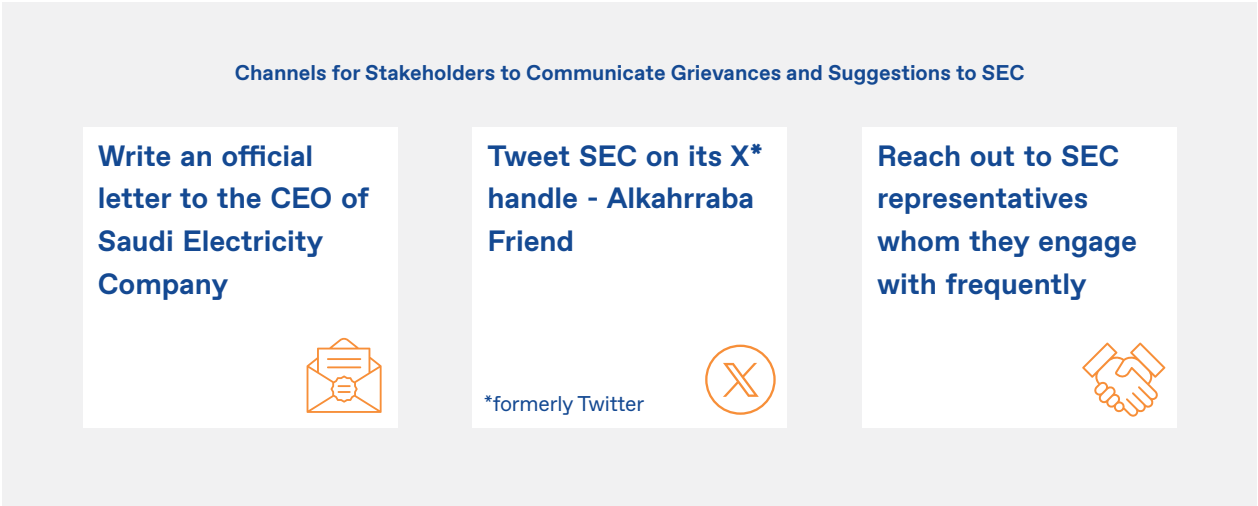 Channels for Stakeholders to Communicate Grievances and Suggestions to SEC
Write an official
letter to the CEO of
Saudi Electricity
Company
Tweet SEC on its X*
handle - Alkahrraba
Friend
*formerly Twitter
Reach out to SEC
representatives
whom they engage
with frequently